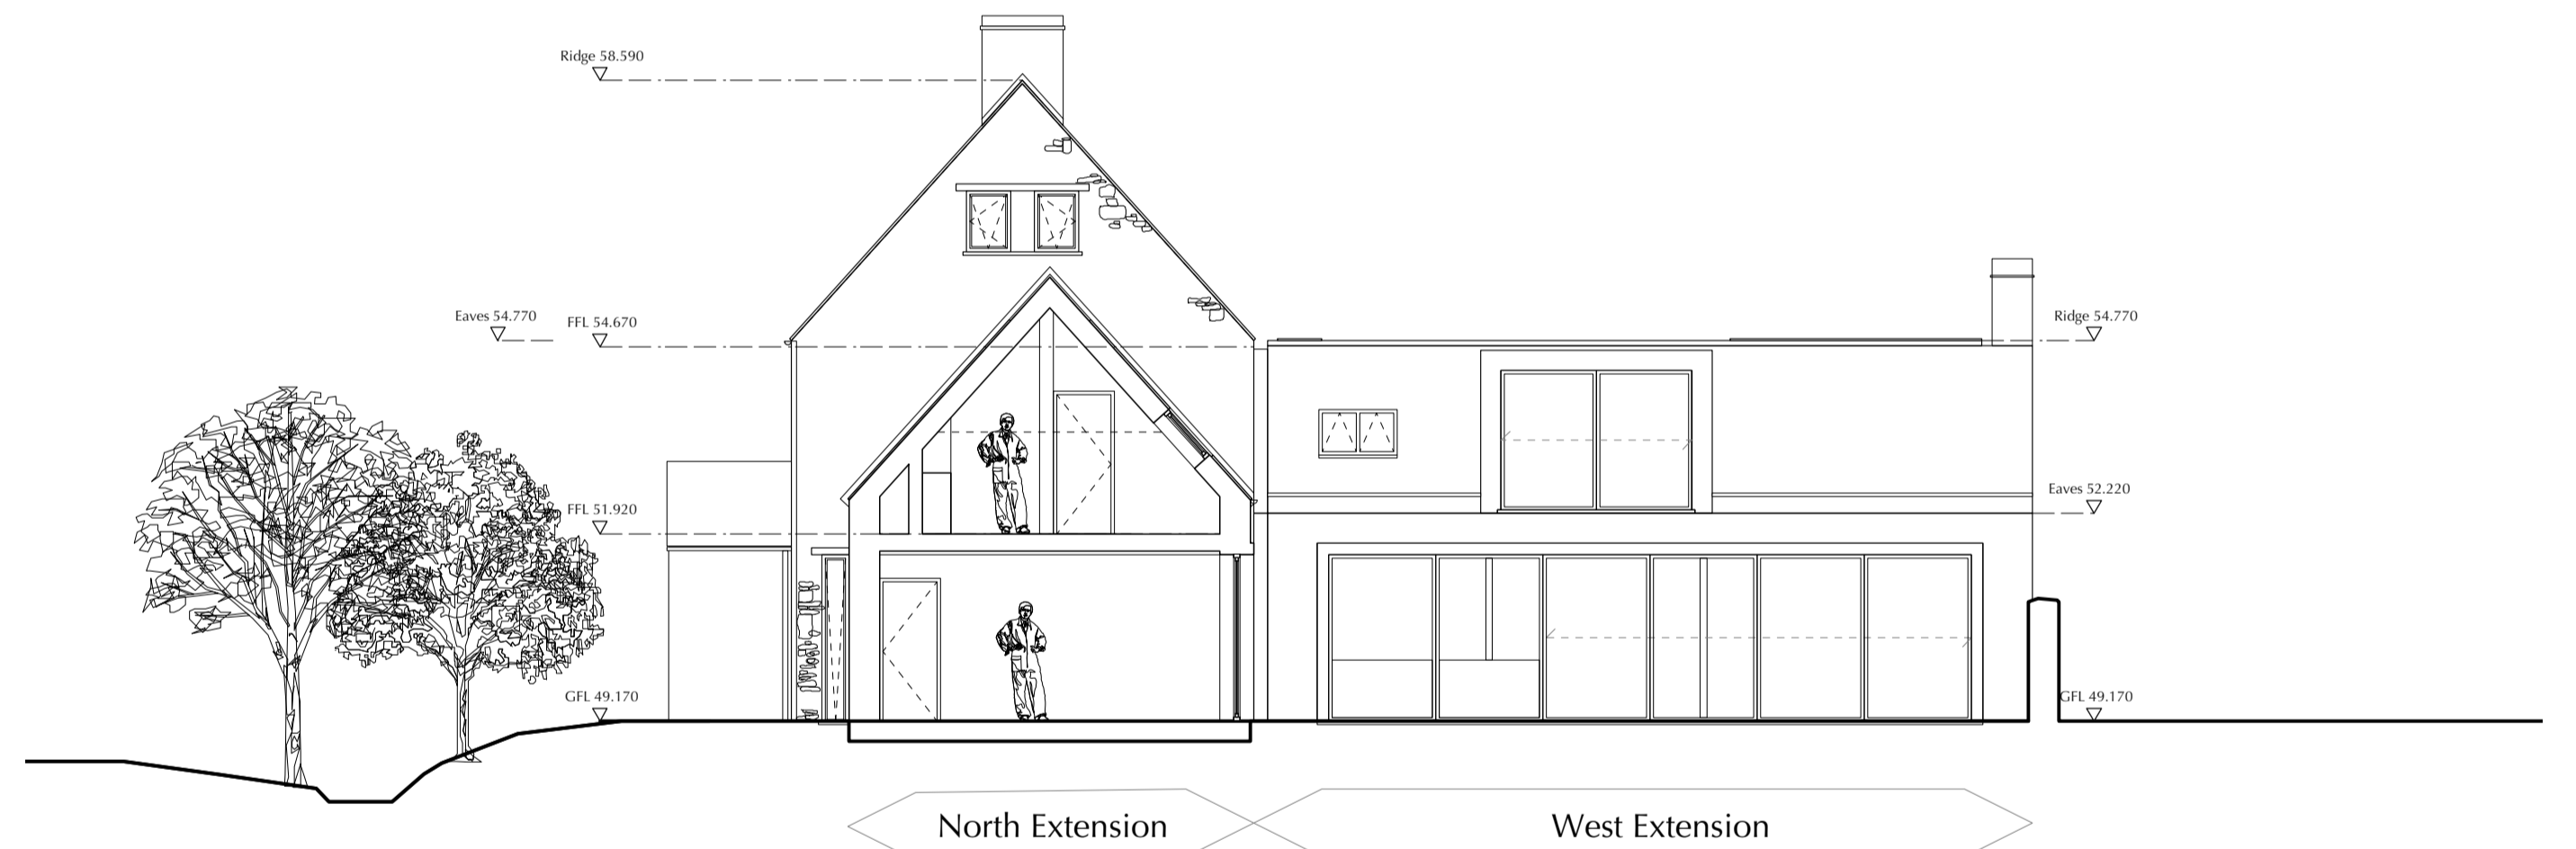 Ridge 58.590
Eaves 54.770
FFL 54.670
Ridge 54.770
Eaves 52.220
FFL 51.920
GFL 49.170
GFL 49.170
North Extension
West Extension